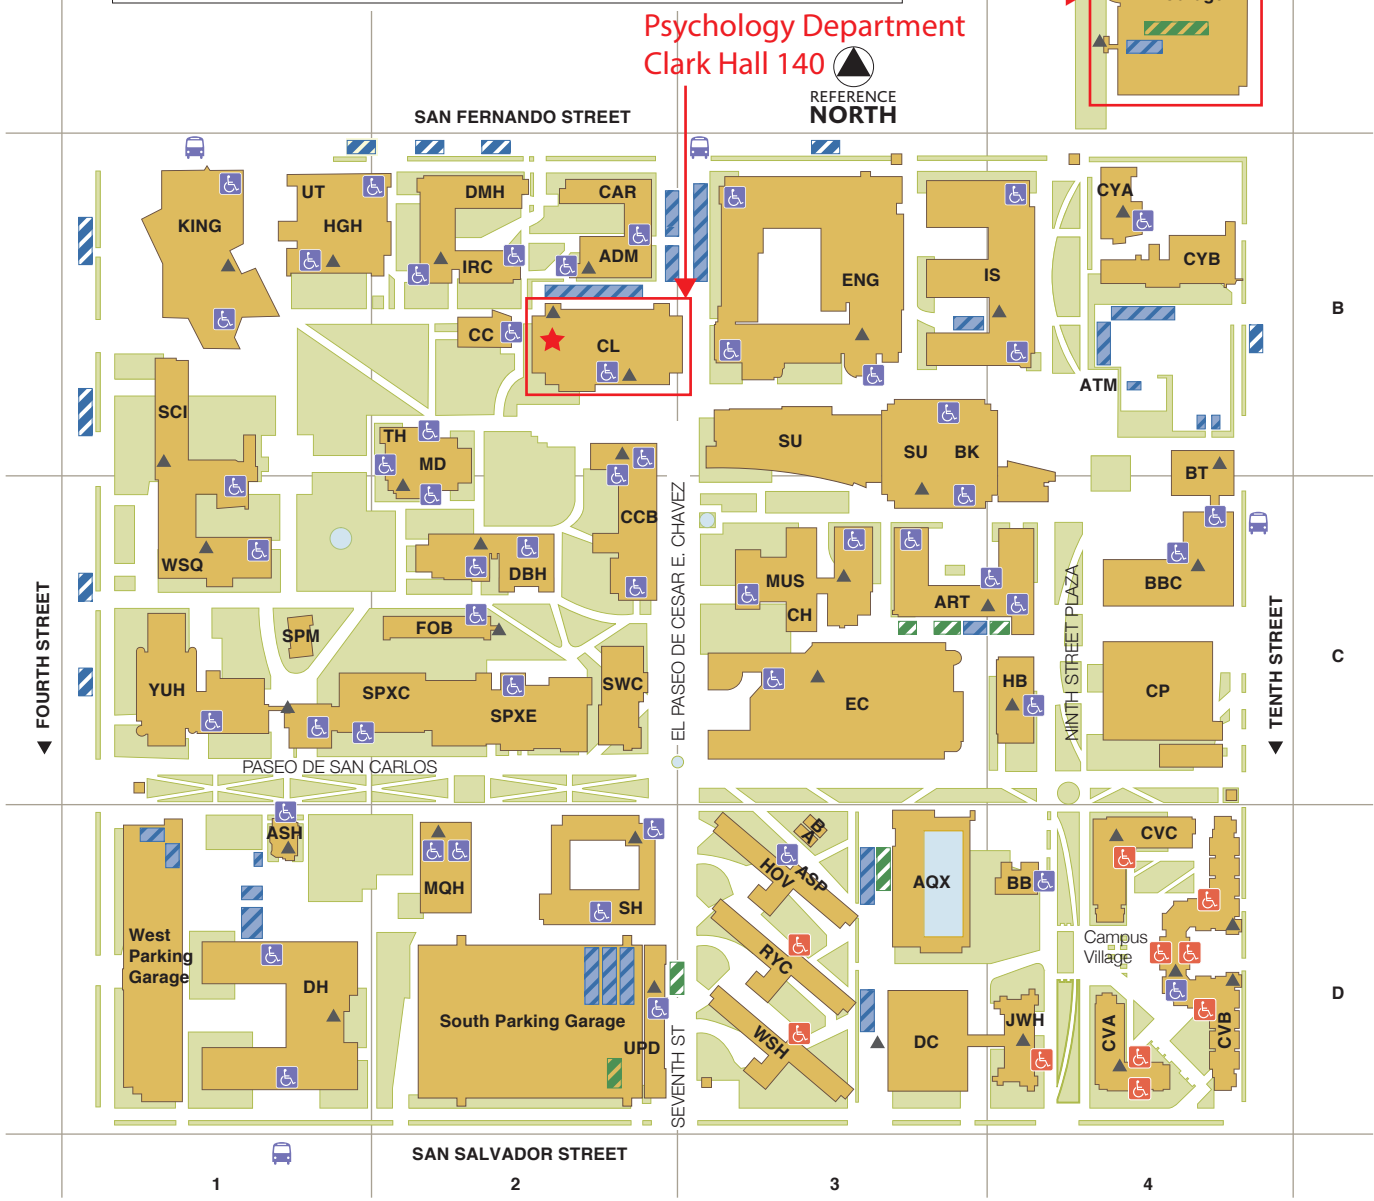 Psychology Department
Clark Hall 140
REFERENCE
NORTH
SAN FERNANDO STREET
KING
UT
HGH
DMH
IRC
CAR
ADM
CC
CL
ENG
IS
CYA
CYB
B
ATM
SCI
TH
MD
SU
SU
BK
BT
CCB
WSQ
DBH
MUS
CH
ART
BBC
EL PASEO DE CESAR E. CHAVEZ
NINTH STREET PLAZA
FOURTH STREET
TENTH STREET
SPM
FOB
C
YUH
SPXC
SPXE
SWC
EC
HB
CP
PASEO DE SAN CARLOS
ASH
MQH
SH
B
A
HOV
ASP
AQX
BB
CVC
West
Parking
Garage
DH
RYC
Campus
Village
D
South Parking Garage
UPD
SEVENTH ST
WSH
DC
JWH
CVA
CVB
SAN SALVADOR STREET
1
2
3
4